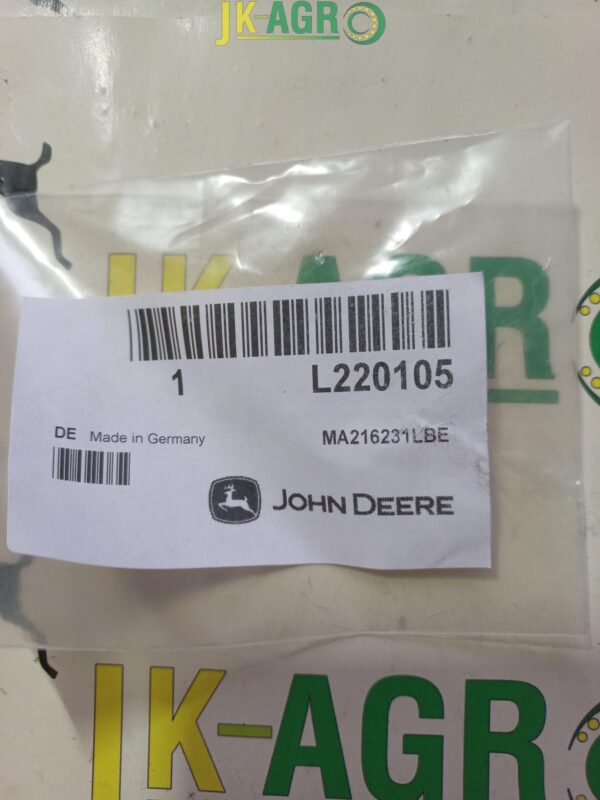 JK-AGRO
JK-AGR
1 L220105
DE Made in Germany MA216231LBE
JOHN DEERE
JK-AGR